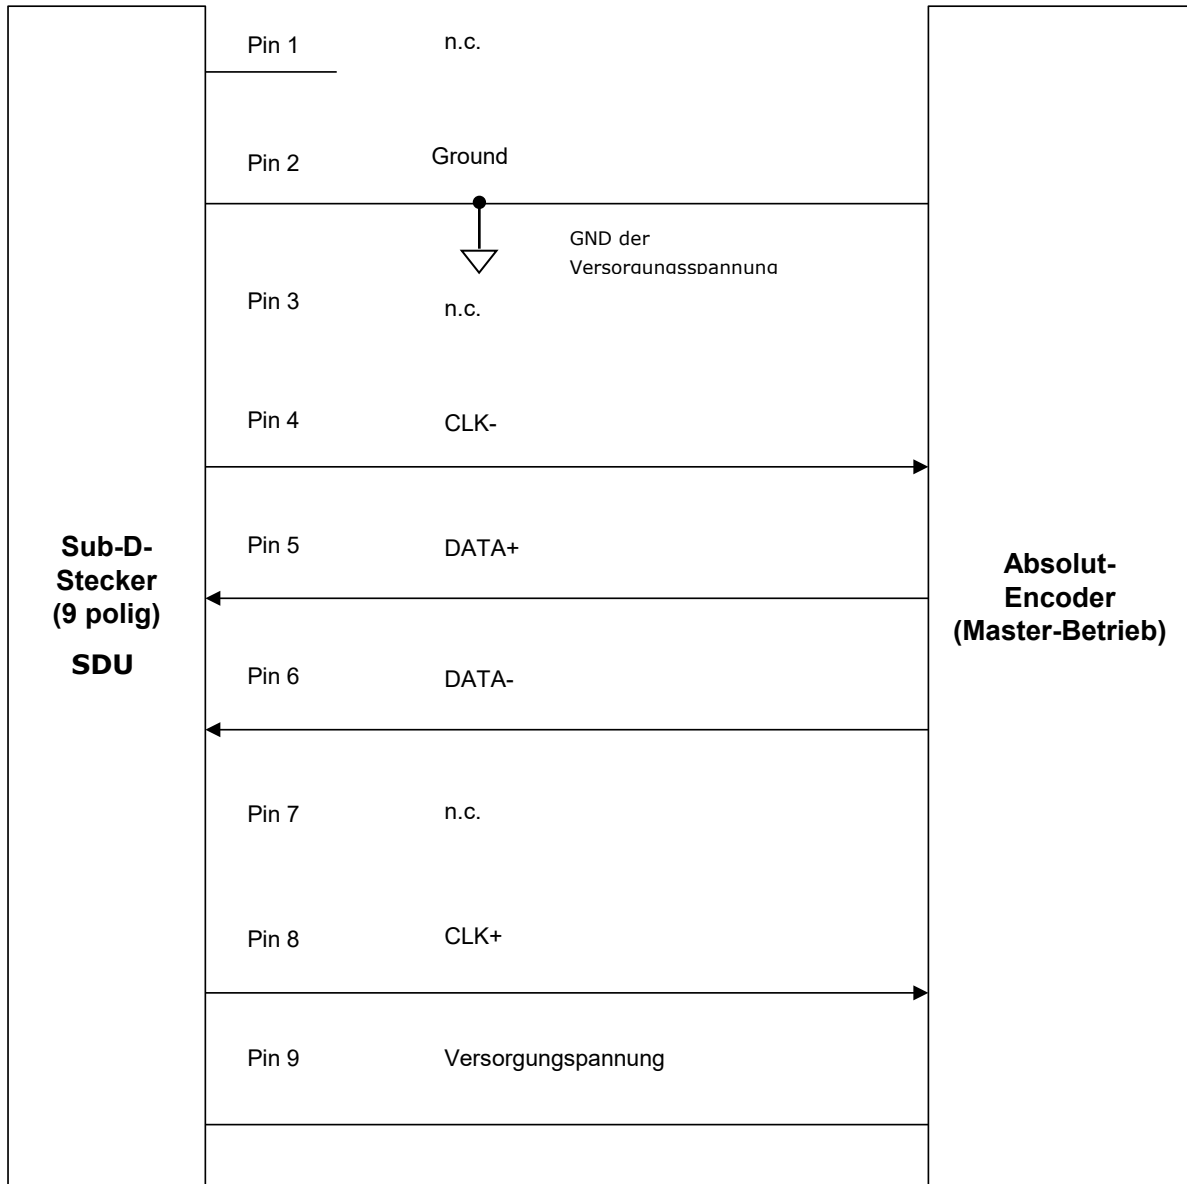 Pin 1 n.c.
Pin 2 Ground
GND der
Versorgungsspannung
Pin 3 n.c.
Pin 4 CLK-
Pin 5 DATA+
Sub-D-
Stecker
(9 polig)
SDU
Absolut-
Encoder
(Master-Betrieb)
Pin 6 DATA-
Pin 7 n.c.
Pin 8 CLK+
Pin 9 Versorgungspannung